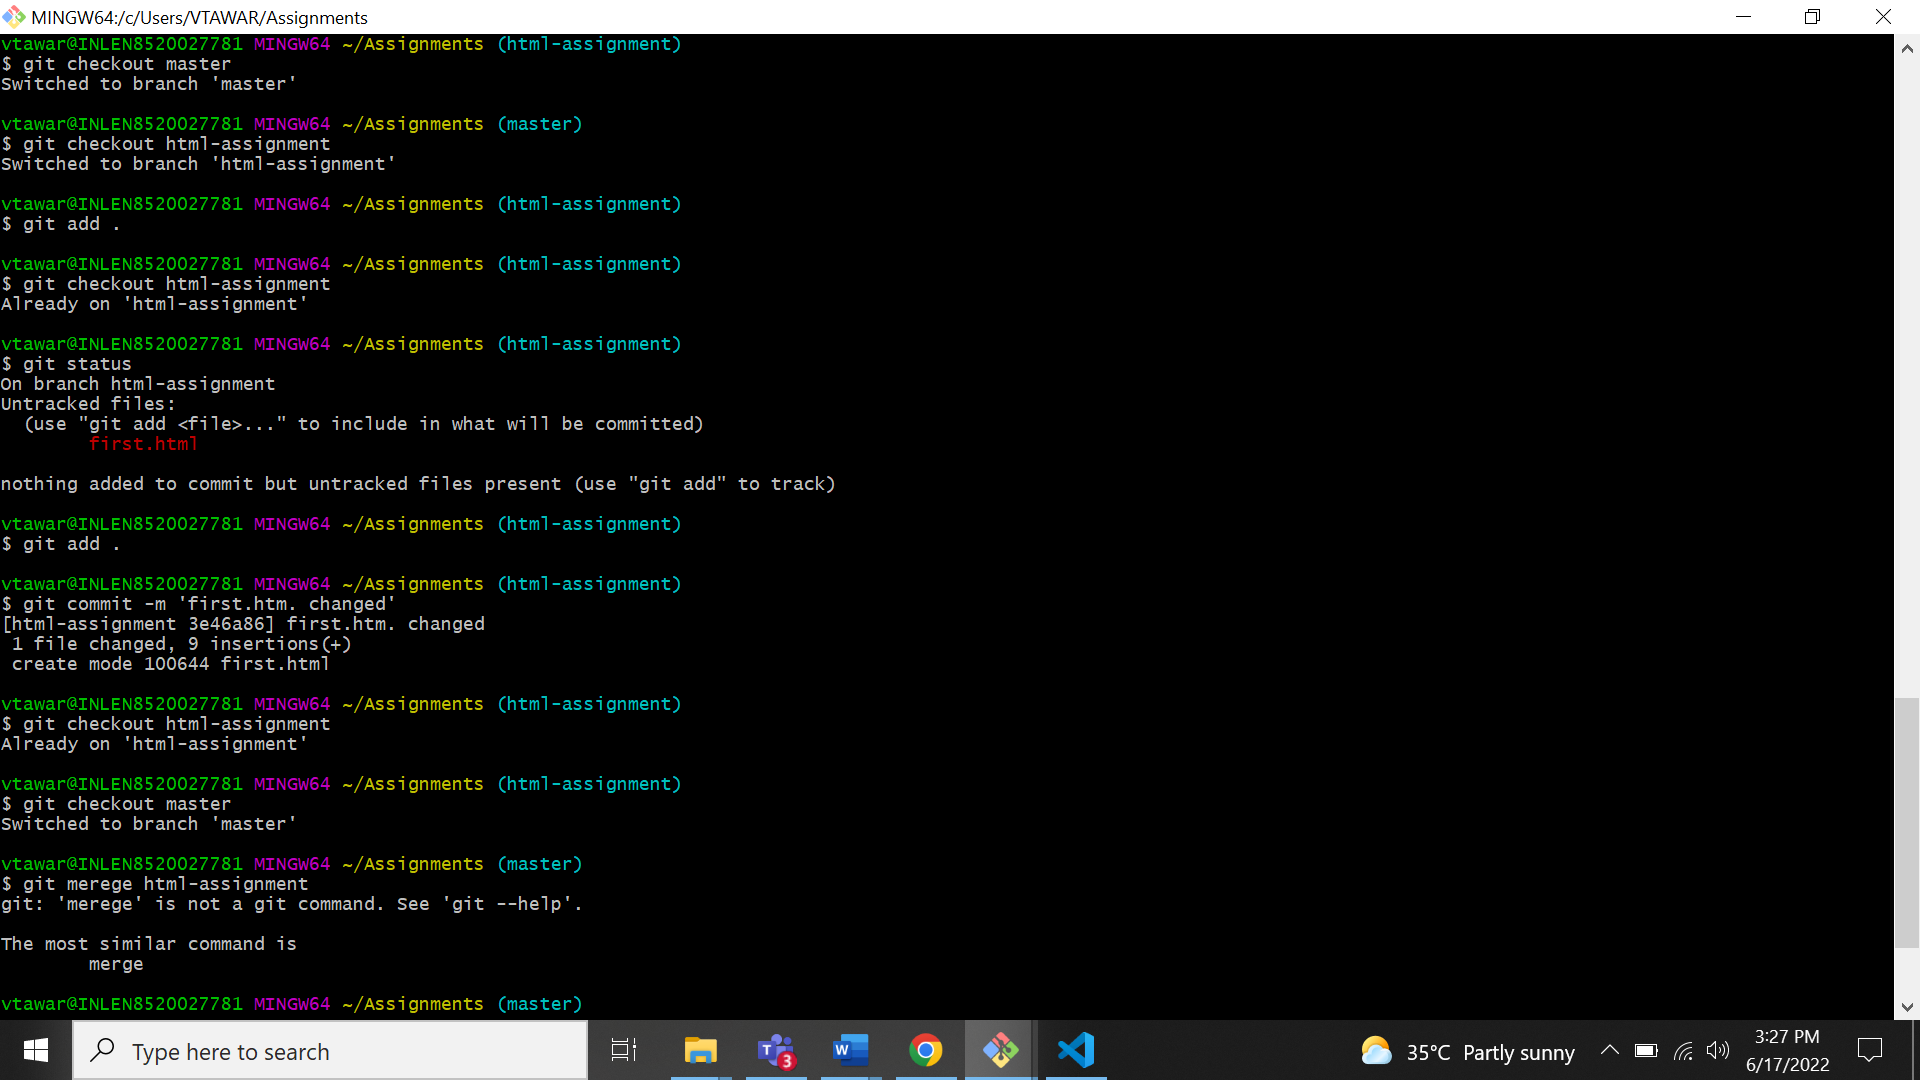 MINGW64:/c/Users/VTAWAR/Assignments
vtawar@INLEN8520027781 MINGW64 ~/Assignments (html-assignment)
$ git checkout master
Switched to branch 'master'
vtawar@INLEN8520027781 MINGW64 ~/Assignments (master)
$ git checkout html-assignment
Switched to branch 'html-assignment'
vtawar@INLEN8520027781 MINGW64 ~/Assignments (html-assignment)
$ git add .
vtawar@INLEN8520027781 MINGW64 ~/Assignments (html-assignment)
$ git checkout html-assignment
Already on 'html-assignment'
vtawar@INLEN8520027781 MINGW64 ~/Assignments (html-assignment)
$ git status
On branch html-assignment
Untracked files:
  (use "git add <file>..." to include in what will be committed)
        first.html
nothing added to commit but untracked files present (use "git add" to track)
vtawar@INLEN8520027781 MINGW64 ~/Assignments (html-assignment)
$ git add .
vtawar@INLEN8520027781 MINGW64 ~/Assignments (html-assignment)
$ git commit -m 'first.htm. changed'
[html-assignment 3e46a86] first.htm. changed
 1 file changed, 9 insertions(+)
 create mode 100644 first.html
vtawar@INLEN8520027781 MINGW64 ~/Assignments (html-assignment)
$ git checkout html-assignment
Already on 'html-assignment'
vtawar@INLEN8520027781 MINGW64 ~/Assignments (html-assignment)
$ git checkout master
Switched to branch 'master'
vtawar@INLEN8520027781 MINGW64 ~/Assignments (master)
$ git merege html-assignment
git: 'merege' is not a git command. See 'git --help'.
The most similar command is
        merge
vtawar@INLEN8520027781 MINGW64 ~/Assignments (master)
Type here to search
T 3
W
35°C Partly sunny
3:27 PM
6/17/2022